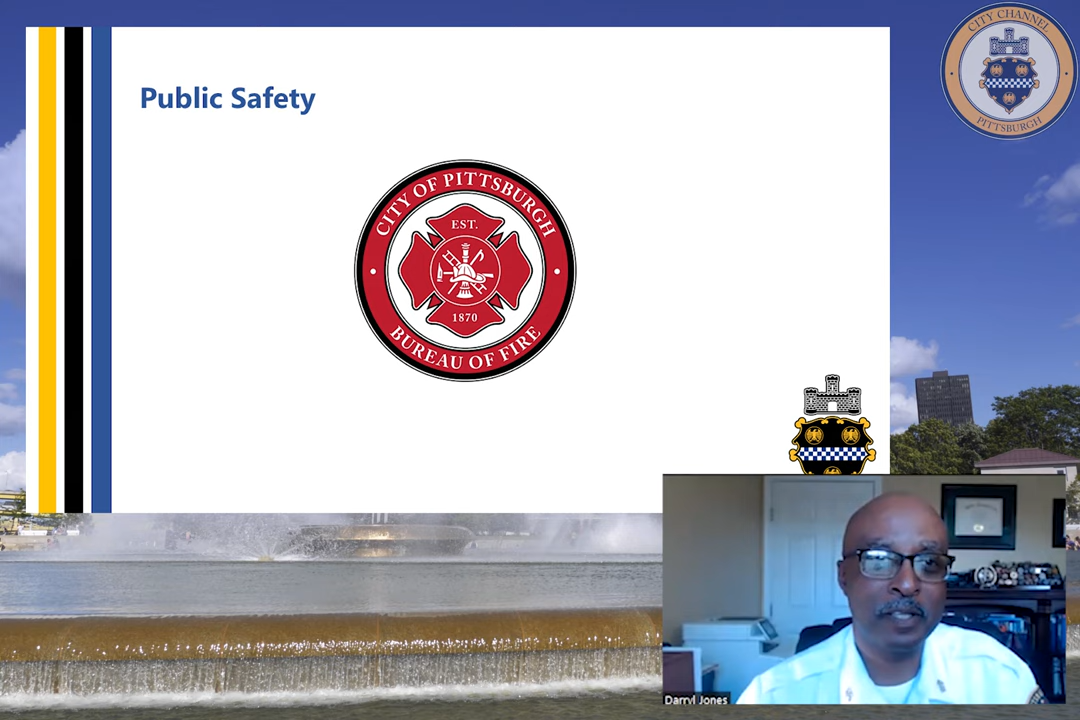 Public Safety
CITY OF PITTSBURGH
EST.
1870
BUREAU OF FIRE
CITY CHANNEL
PITTSBURGH
Darryl Jones